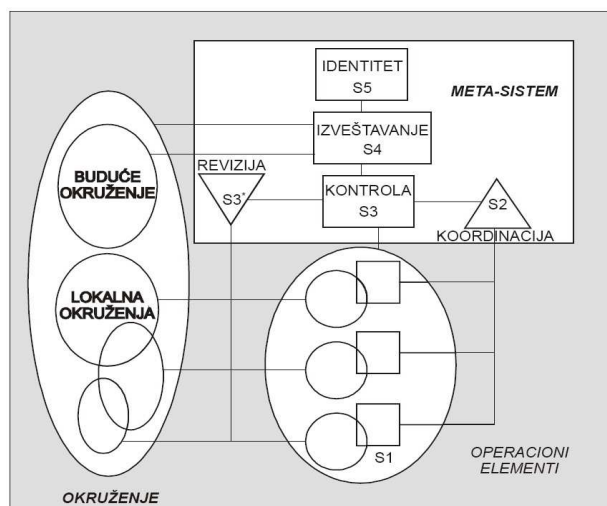 IDENTITET
S5
META-SISTEM
IZVEŠTAVANJE
S4
BUDUĆE
OKRUŽENJE
REVIZIJA
S3*
KONTROLA
S3
S2
KOORDINACIJA
LOKALNA
OKRUŽENJA
S1
OPERACIONI
ELEMENTI
OKRUŽENJE